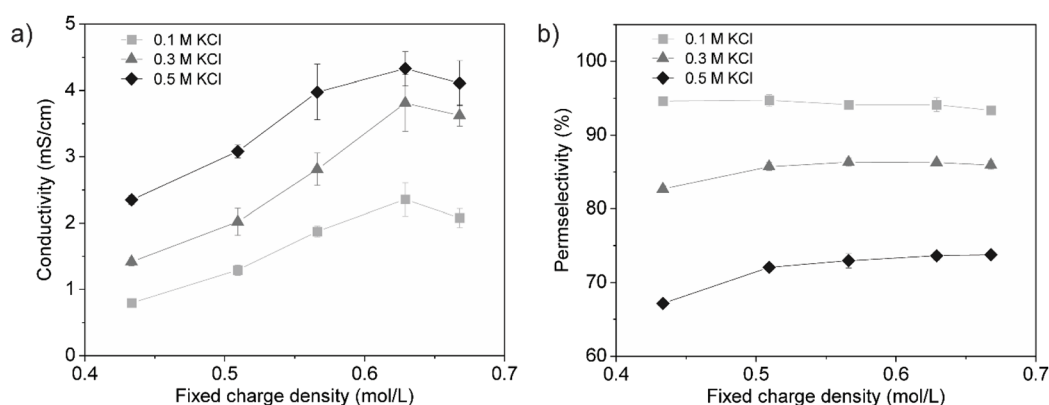 a)
0.1 M KCl
0.3 M KCl
0.5 M KCl
5
4
3
2
1
0
Conductivity (mS/cm)
0.4
0.5
0.6
0.7
Fixed charge density (mol/L)
b)
0.1 M KCl
0.3 M KCl
0.5 M KCl
100
90
80
70
60
Permselectivity (%)
0.4
0.5
0.6
0.7
Fixed charge density (mol/L)